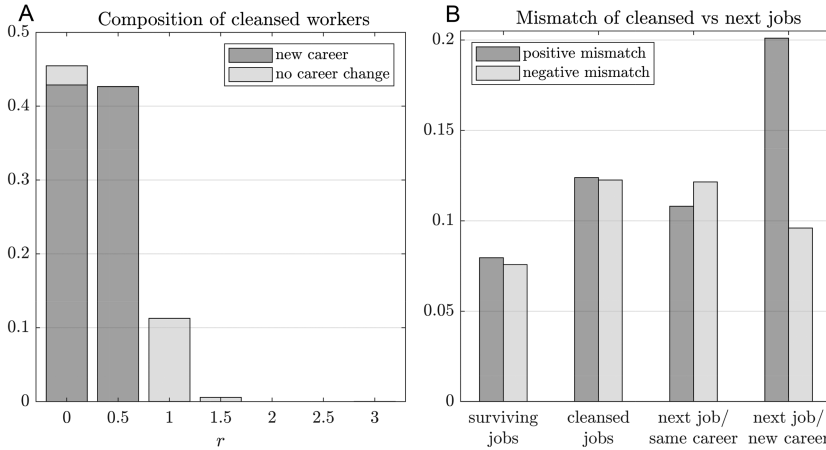 A
Composition of cleansed workers
0.5
0.4
0.5
0.2
0.1
0
new career
no career change
0
0.5
1
1.5
2
2.5
3
r
B
Mismatch of cleansed vs next jobs
0.2
0.15
0.1
0.05
0
positive mismatch
negative mismatch
surviving
jobs
cleansed
jobs
next job/
same career
next job/
new career